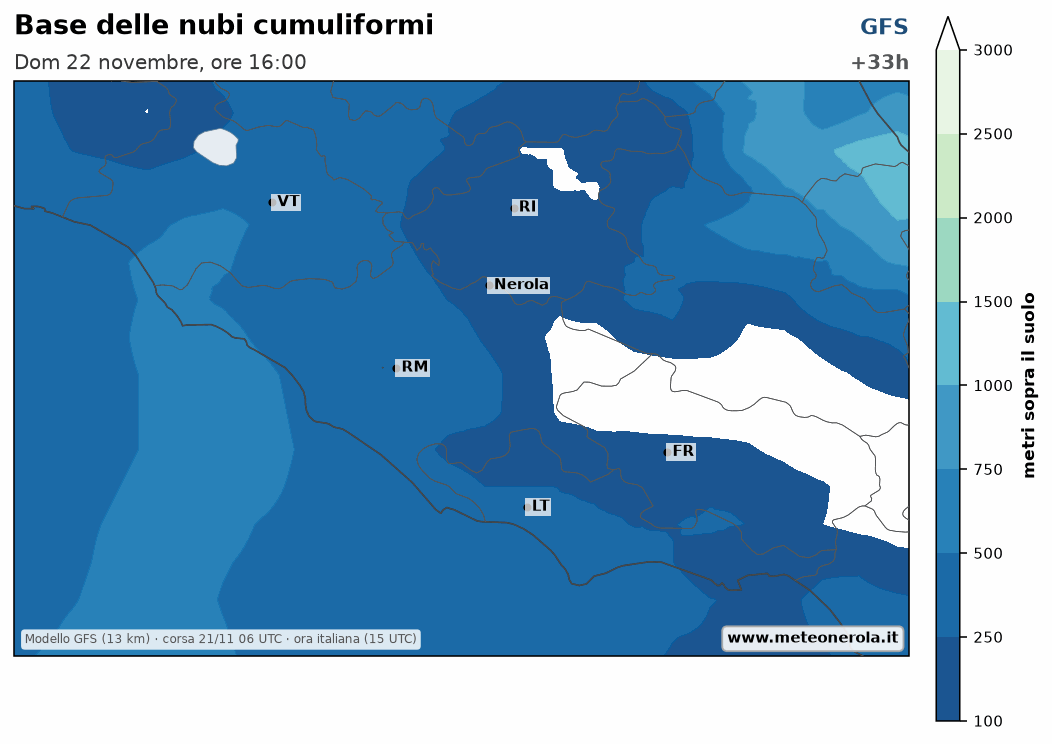 Base delle nubi cumuliformi
GFS
Dom 22 novembre, ore 16:00
+33h
VT
RI
Nerola
RM
FR
LT
Modello GFS (13 km) · corsa 21/11 06 UTC · ora italiana (15 UTC)
www.meteonerola.it
3000
2500
2000
1500
1000
750
500
250
100
metri sopra il suolo